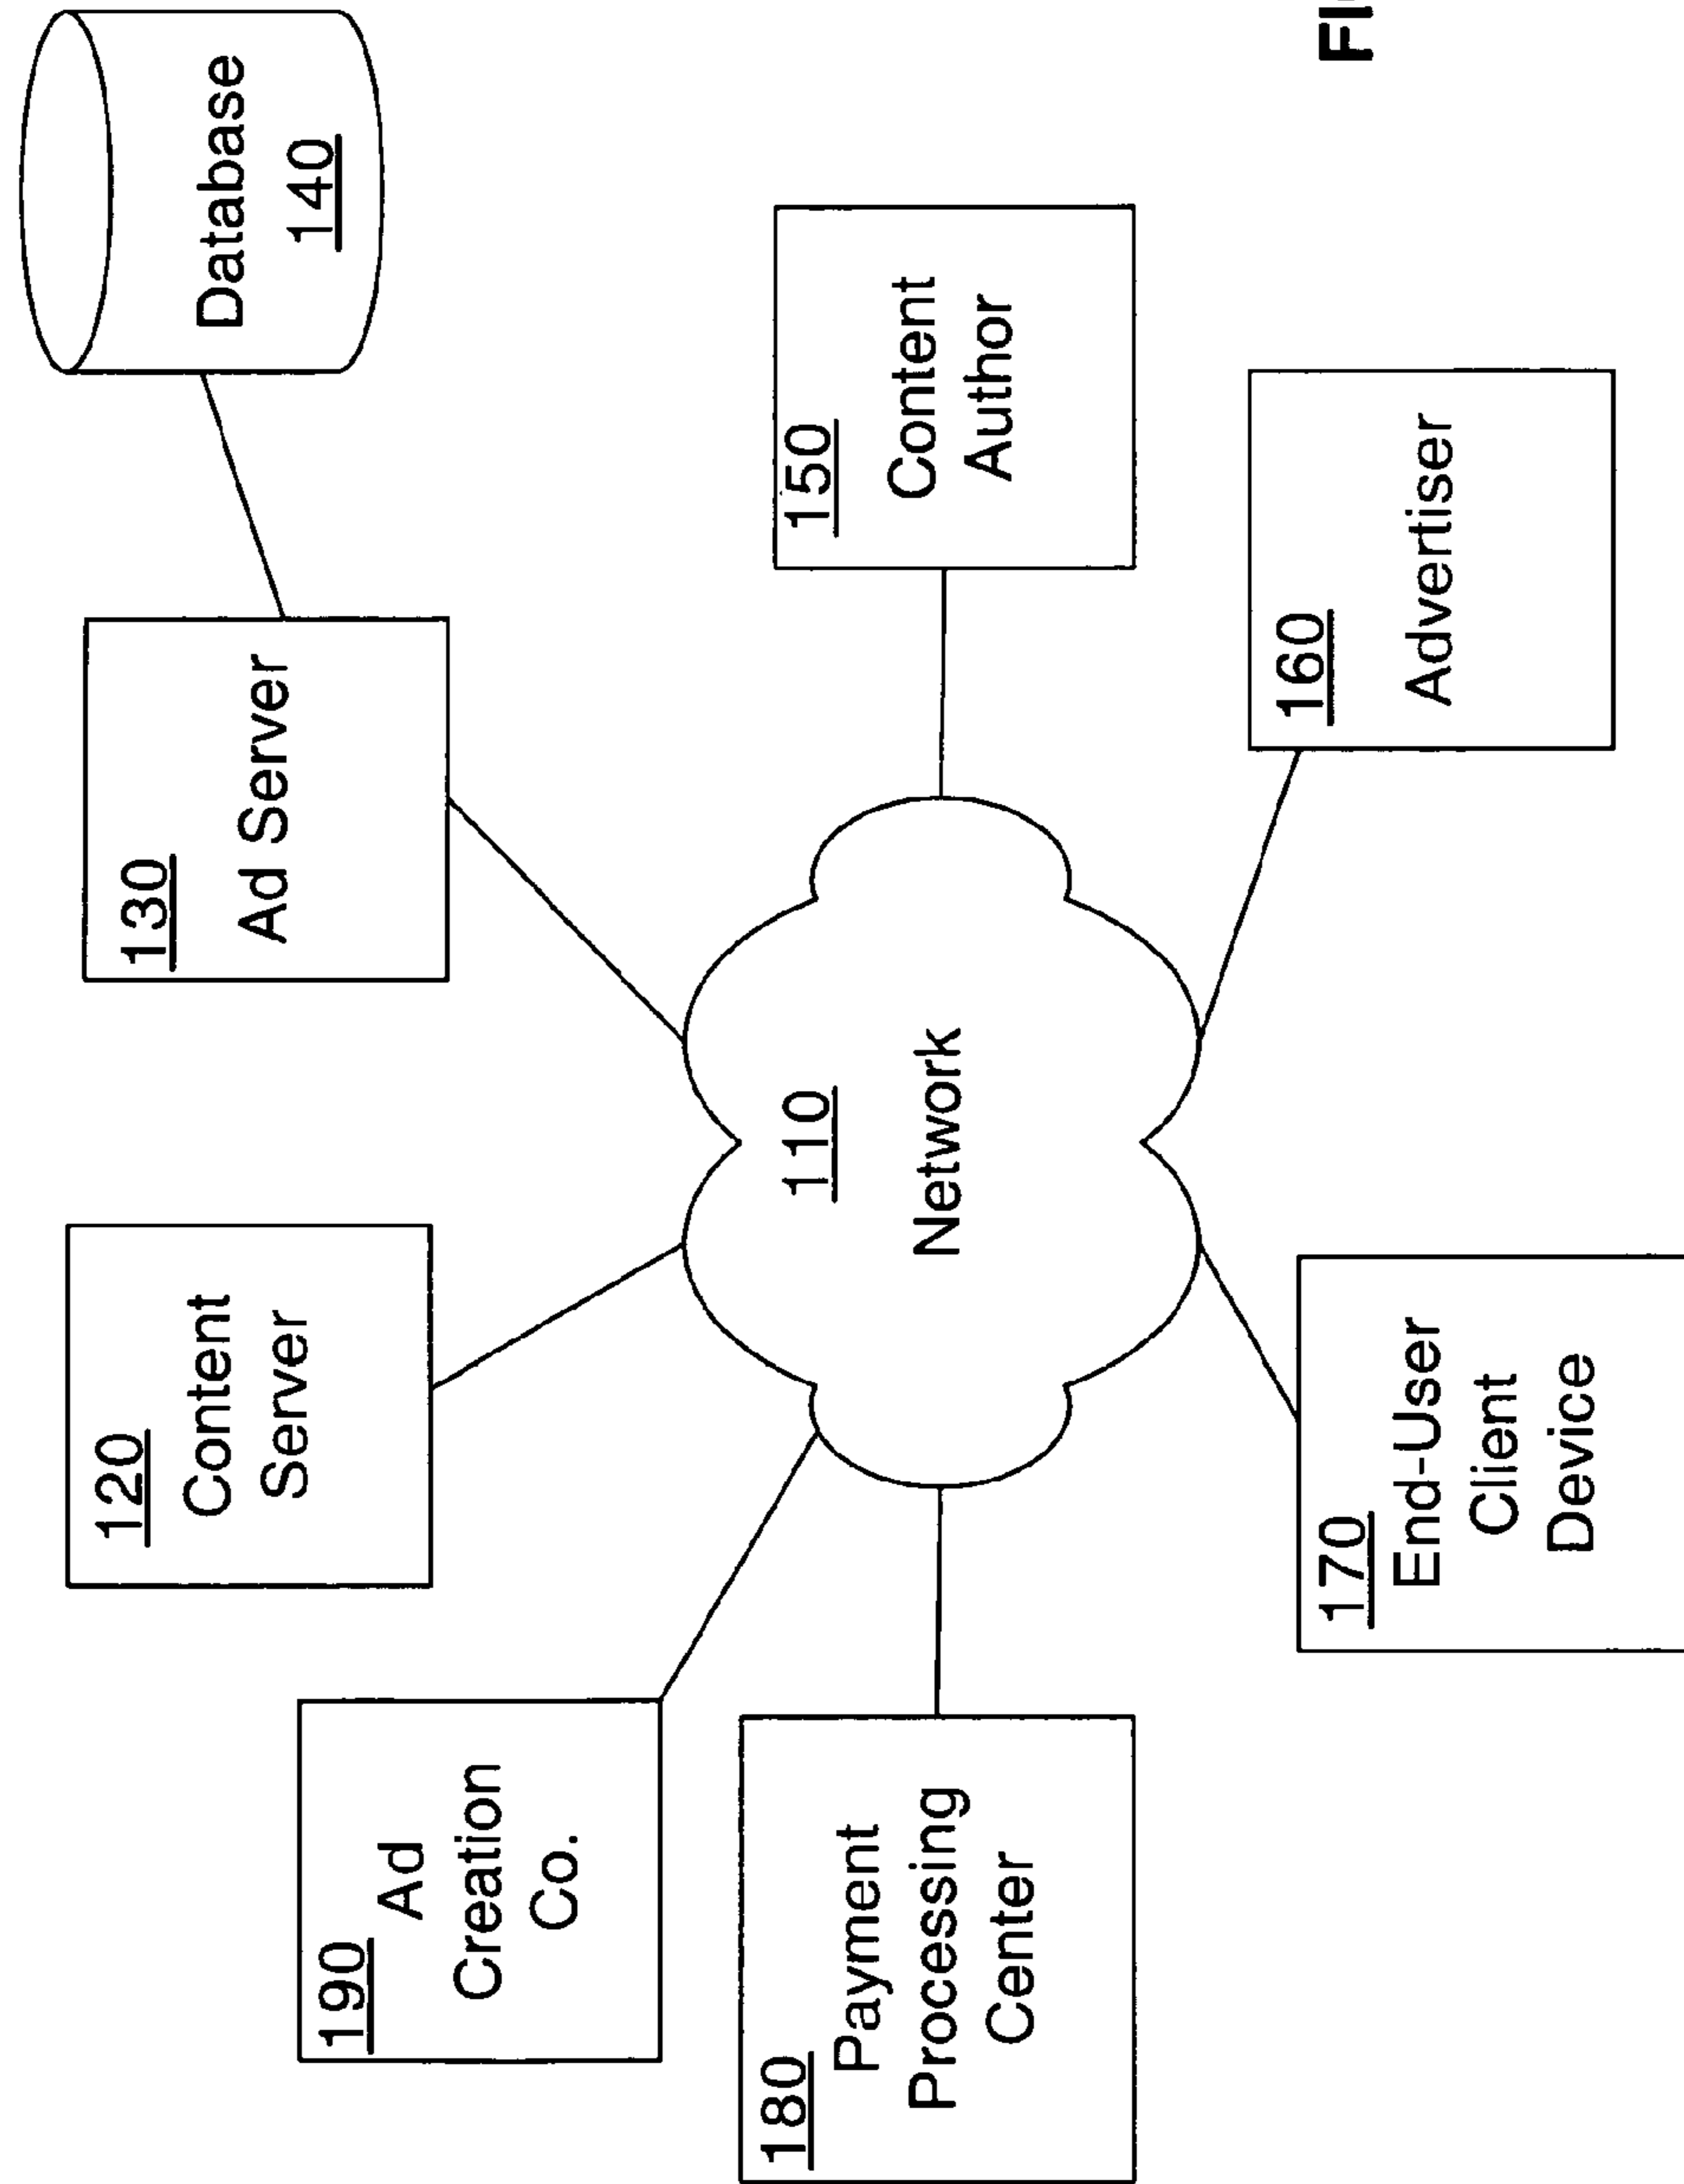 120
Content
Server
130
Ad Server
Database
140
190
Ad
Creation
Co.
110
Network
150
Content
Author
180
Payment
Processing
Center
170
End-User
Client
Device
160
Advertiser